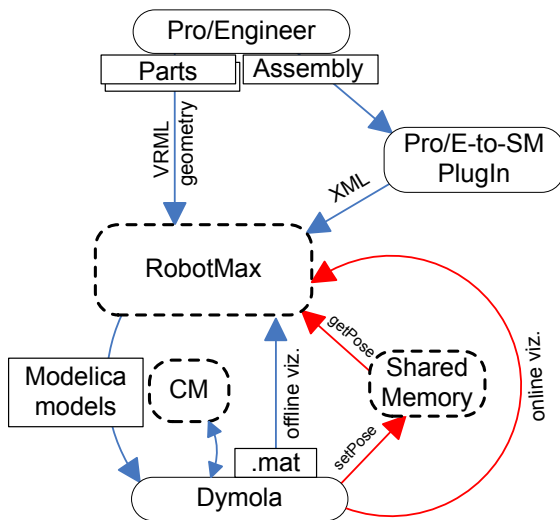 Pro/Engineer
Parts
Assembly
VRML
geometry
Pro/E-to-SM
PlugIn
XML
RobotMax
getPose
Modelica
models
CM
offline viz.
Shared
Memory
online viz.
.mat
setPose
Dymola